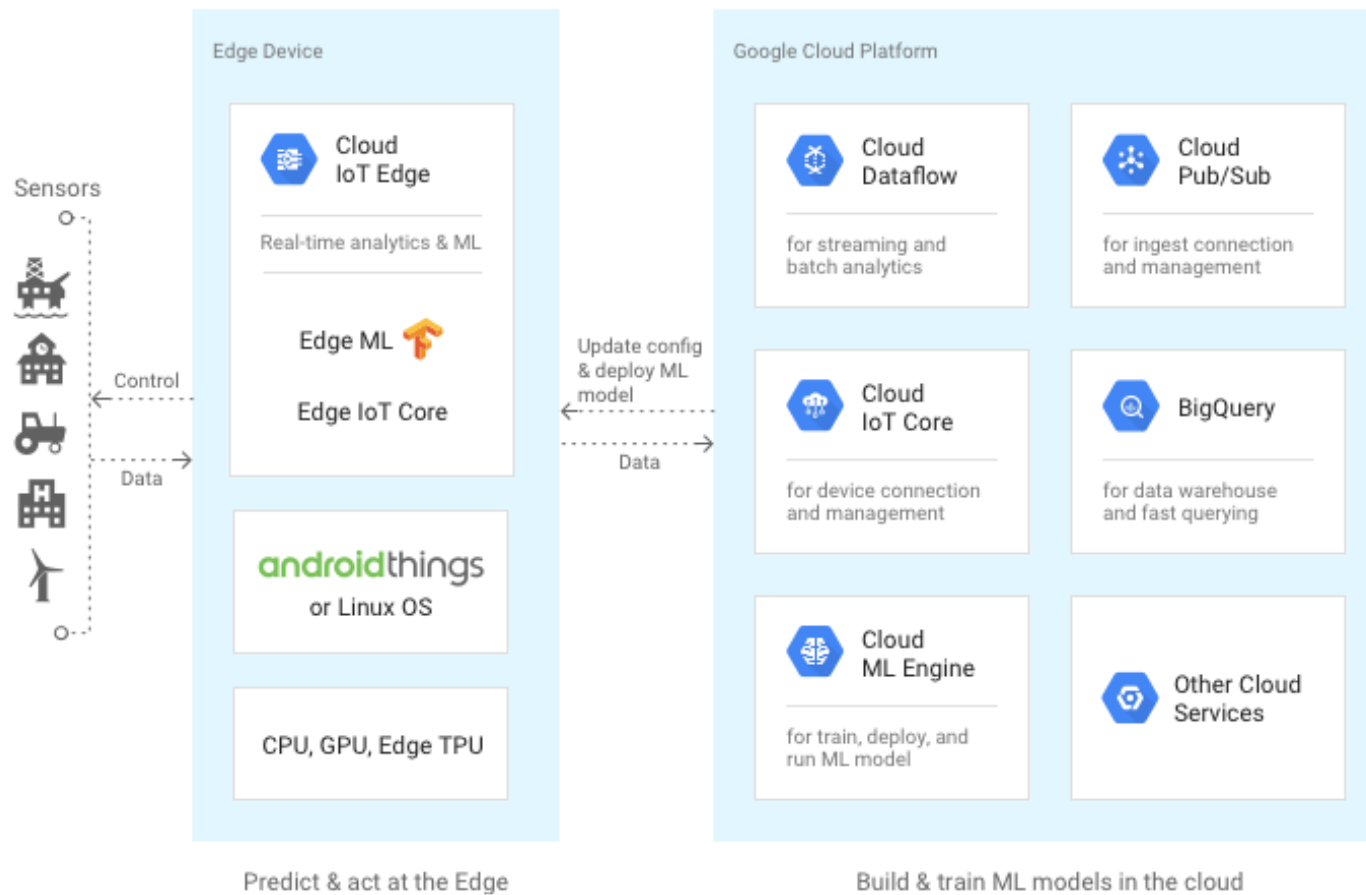 Edge Device
Google Cloud Platform
Sensors
Control
Data
Cloud
IoT Edge
Real-time analytics & ML
Edge ML
Edge IoT Core
androidthings
or Linux OS
CPU, GPU, Edge TPU
Update config
& deploy ML
model
Data
Cloud
Dataflow
for streaming and
batch analytics
Cloud
Pub/Sub
for ingest connection
and management
Cloud
IoT Core
for device connection
and management
BigQuery
for data warehouse
and fast querying
Cloud
ML Engine
for train, deploy, and
run ML model
Other Cloud
Services
Predict & act at the Edge
Build & train ML models in the cloud